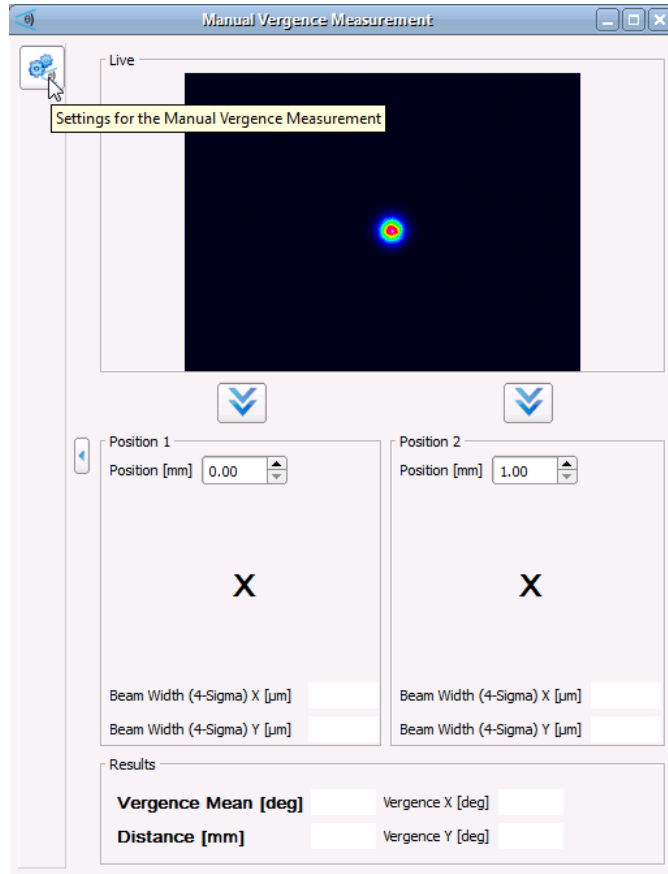 Manual Vergence Measurement
Live
Settings for the Manual Vergence Measurement
Position 1
Position [mm] 0.00
X
Beam Width (4-Sigma) X [µm]
Beam Width (4-Sigma) Y [µm]
Position 2
Position [mm] 1.00
X
Beam Width (4-Sigma) X [µm]
Beam Width (4-Sigma) Y [µm]
Results
Vergence Mean [deg] Vergence X [deg]
Distance [mm] Vergence Y [deg]